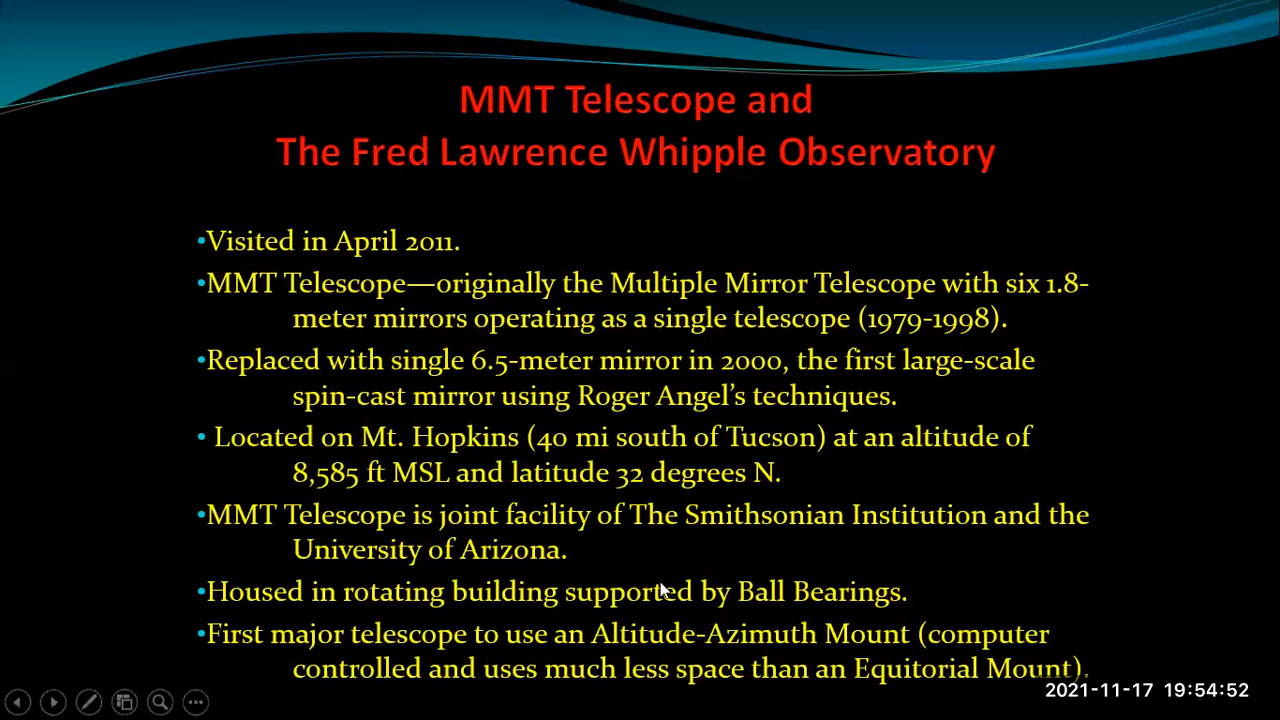 MMT Telescope and
The Fred Lawrence Whipple Observatory
•Visited in April 2011.
•MMT Telescope—originally the Multiple Mirror Telescope with six 1.8-
meter mirrors operating as a single telescope (1979-1998).
•Replaced with single 6.5-meter mirror in 2000, the first large-scale
spin-cast mirror using Roger Angel’s techniques.
• Located on Mt. Hopkins (40 mi south of Tucson) at an altitude of
8,585 ft MSL and latitude 32 degrees N.
•MMT Telescope is joint facility of The Smithsonian Institution and the
University of Arizona.
•Housed in rotating building supported by Ball Bearings.
•First major telescope to use an Altitude-Azimuth Mount (computer
controlled and uses much less space than an Equitorial Mount).
2021-11-17 19:54:52